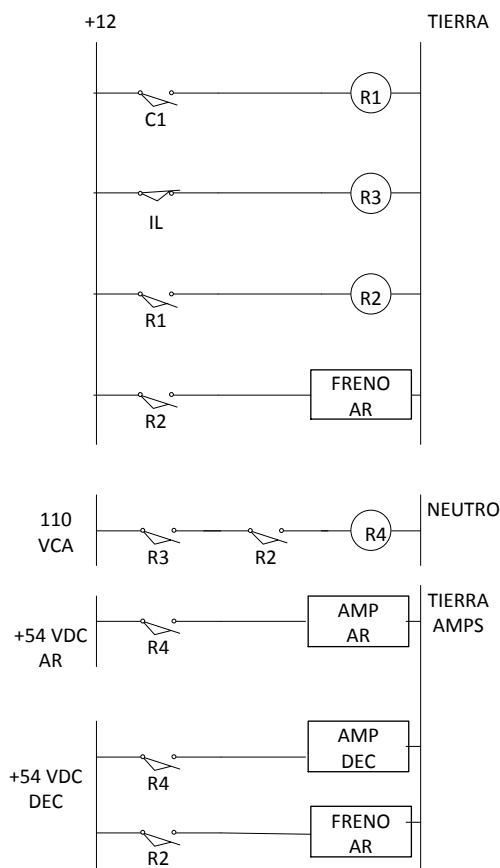 +12
TIERRA
C1
R1
IL
R3
R1
R2
R2
FRENO
AR
110
VCA
R3
R2
R4
NEUTRO
+54 VDC
AR
R4
AMP
AR
TIERRA
AMPS
+54 VDC
DEC
R4
AMP
DEC
R2
FRENO
AR